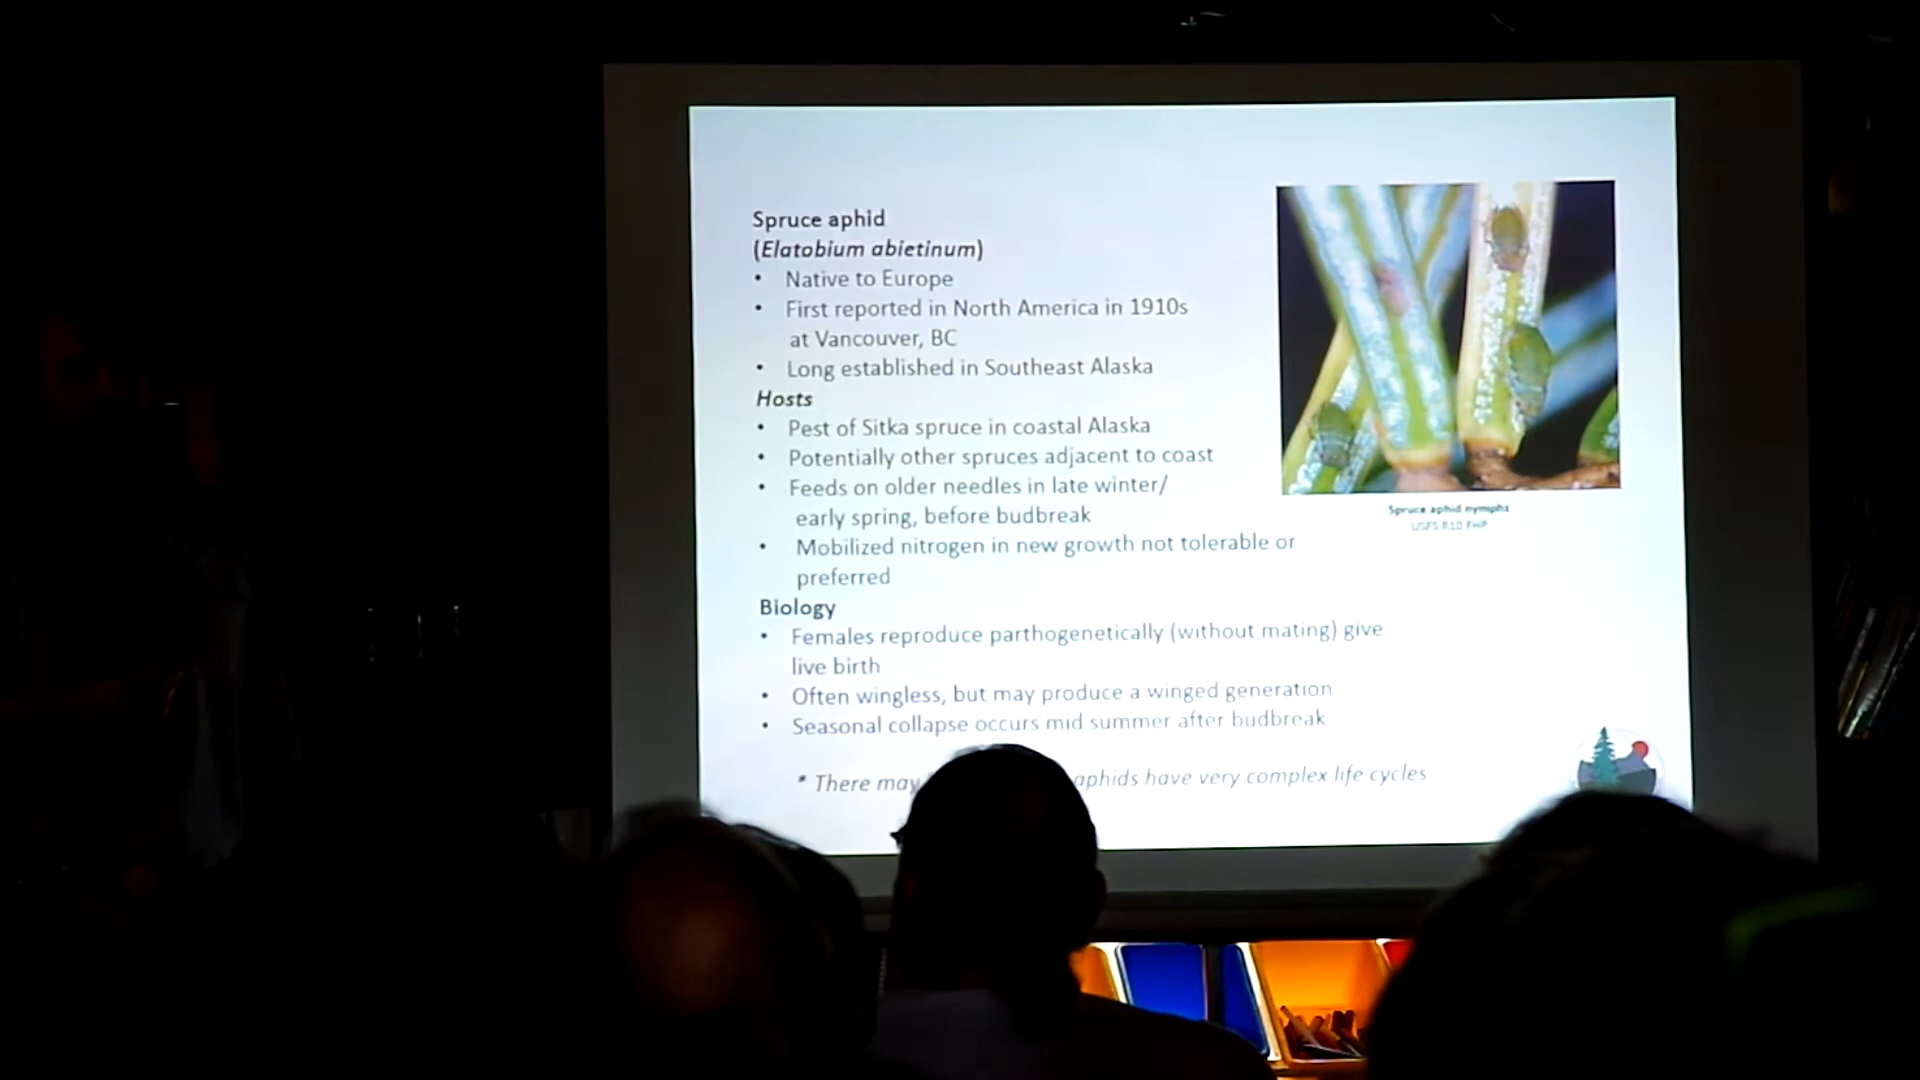 Spruce aphid
(Elatobium abietinum)
• Native to Europe
• First reported in North America in 1910s
at Vancouver, BC
• Long established in Southeast Alaska
Hosts
• Pest of Sitka spruce in coastal Alaska
• Potentially other spruces adjacent to coast
• Feeds on older needles in late winter/
early spring, before budbreak
• Mobilized nitrogen in new growth not tolerable or
preferred
Biology
• Females reproduce parthogenetically (without mating) give
live birth
• Often wingless, but may produce a winged generation
• Seasonal collapse occurs mid summer after budbreak
* There may aphids have very complex life cycles
Spruce aphid nymphs
USFS R10 FHP